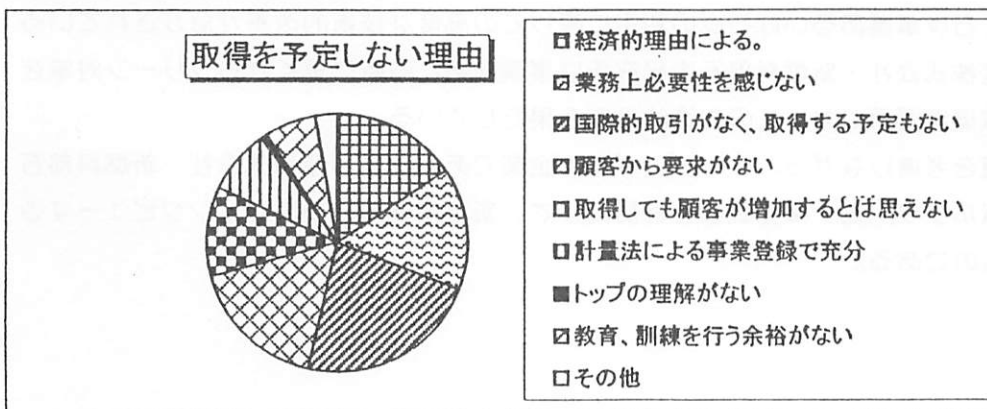 取得を予定しない理由
経済的理由による。
業務上必要性を感じない
国際的取引がなく、取得する予定もない
顧客から要求がない
取得しても顧客が増加するとは思えない
計量法による事業登録で充分
トップの理解がない
教育、訓練を行う余裕がない
その他